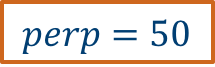 perp = 50